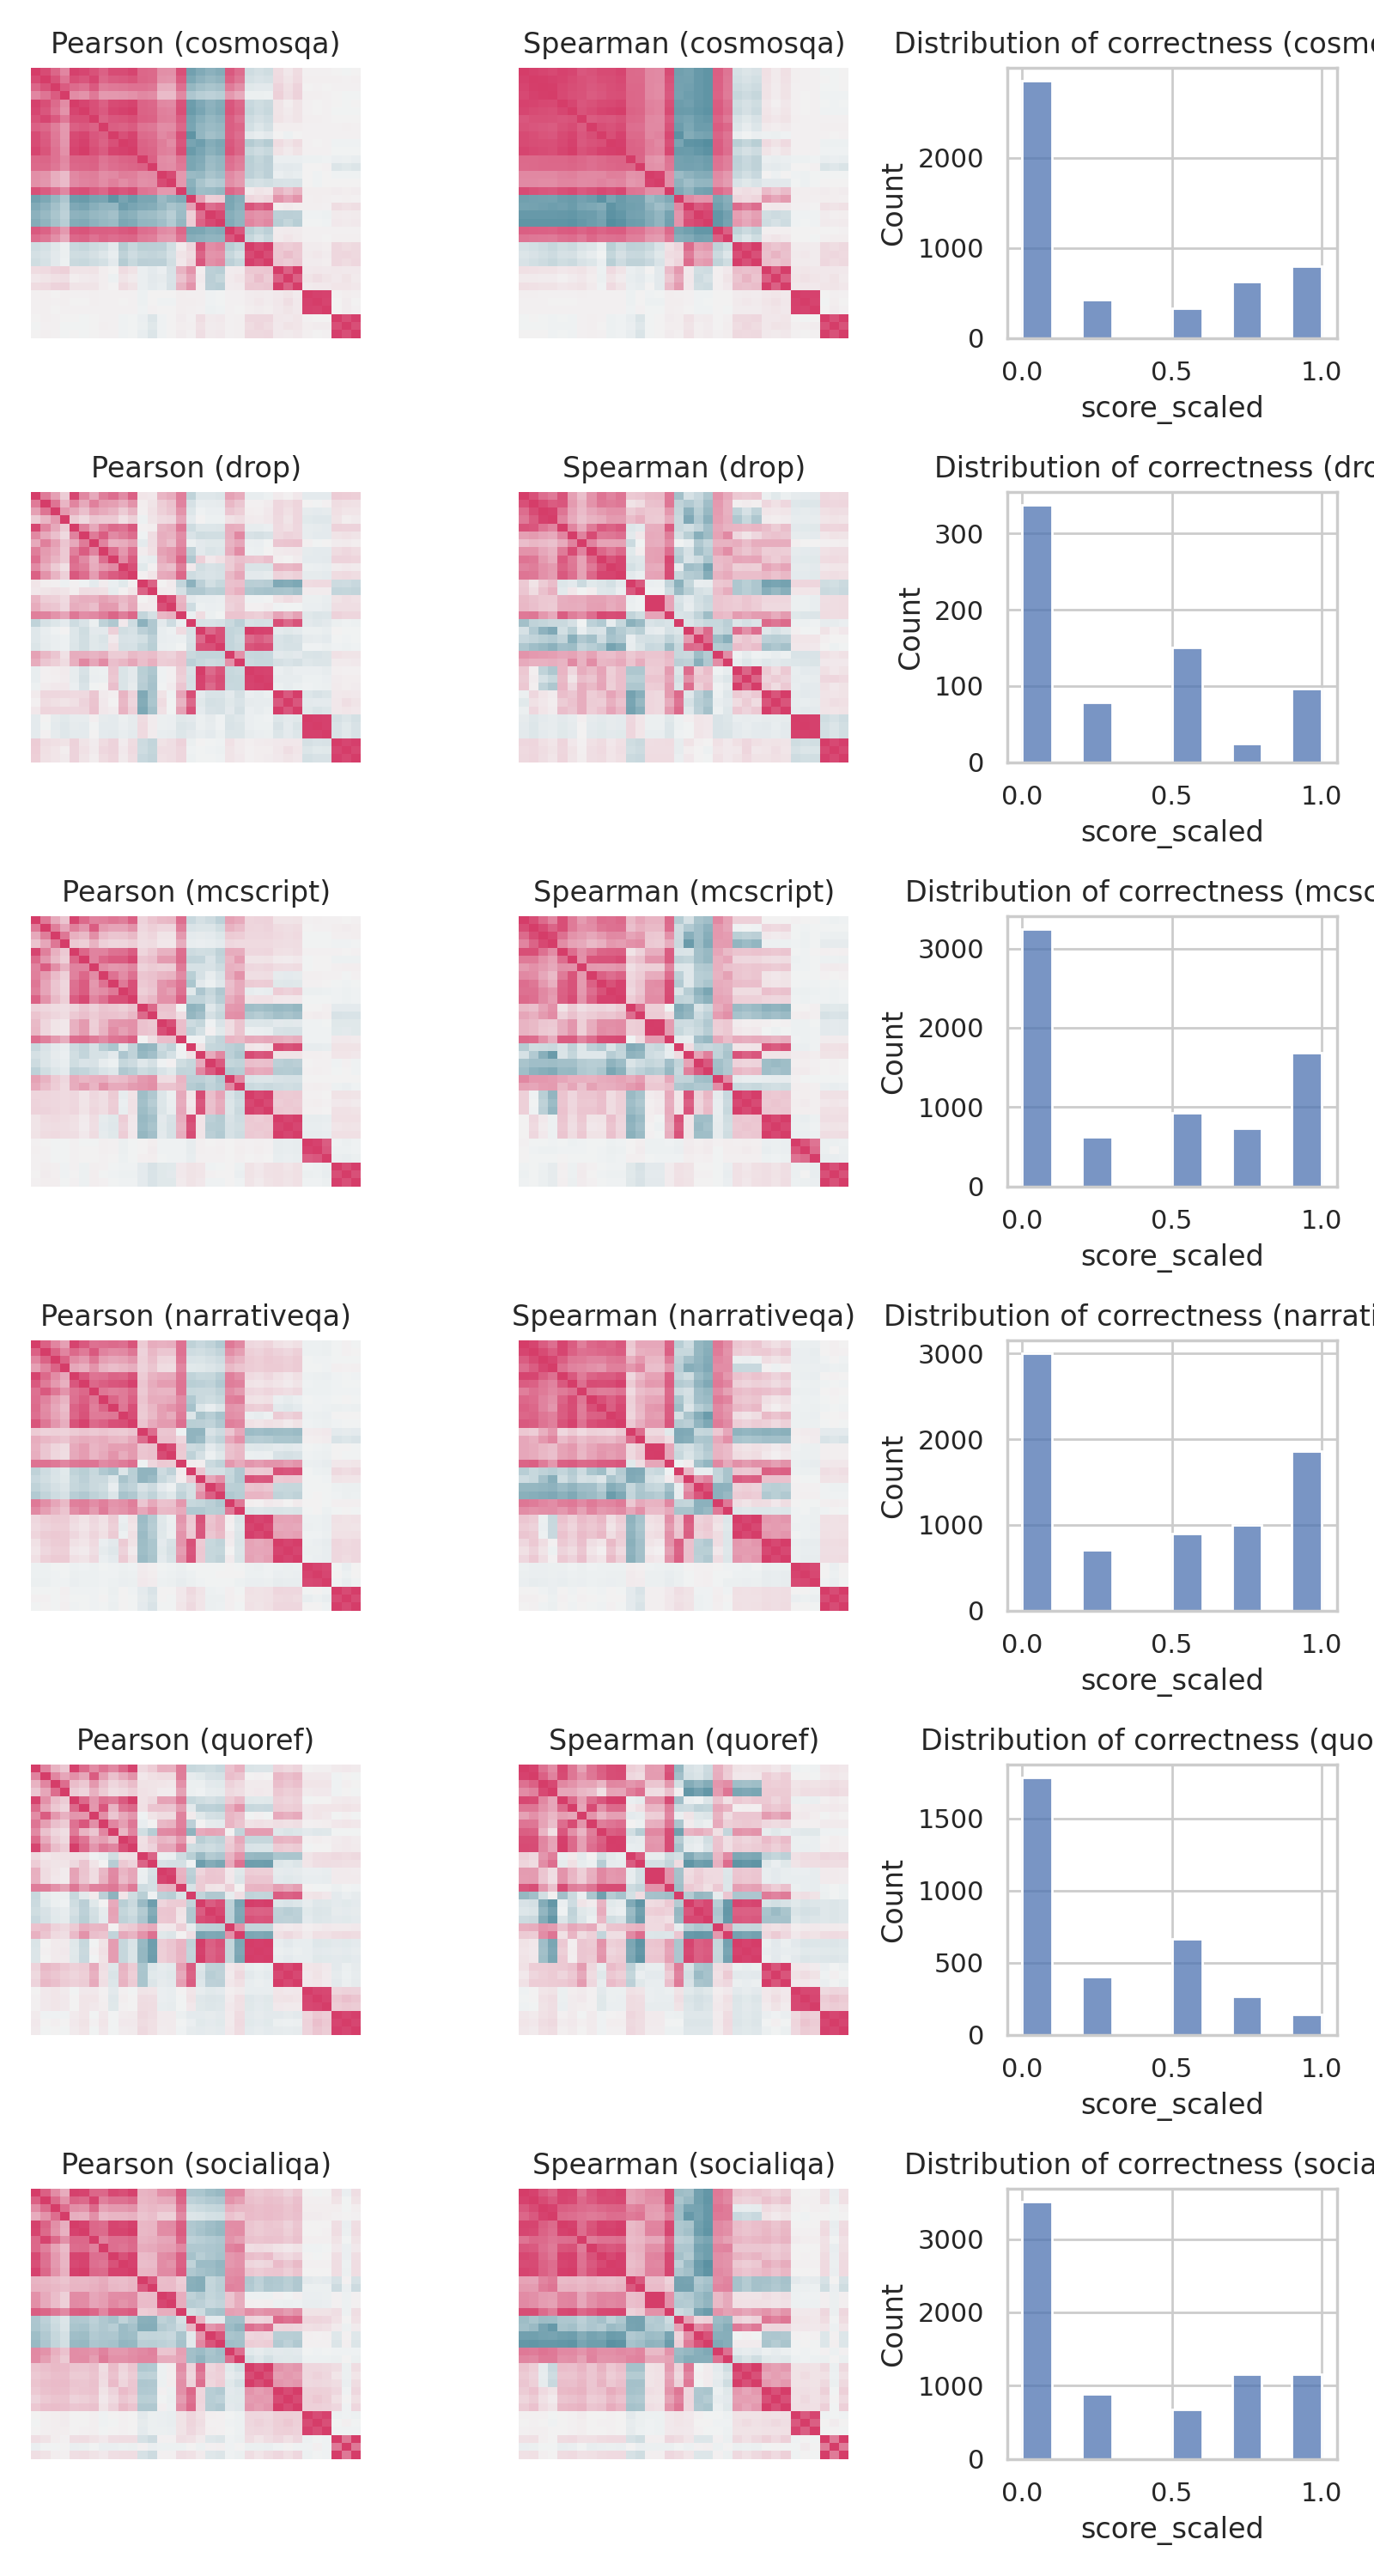 Pearson (cosmosqa)
Spearman (cosmosqa)
Distribution of correctness (cosm
2000
1000
0
Count
0.0 0.5 1.0
score_scaled
Pearson (drop)
Spearman (drop)
Distribution of correctness (dro
300
200
100
0
Count
0.0 0.5 1.0
score_scaled
Pearson (mcscript)
Spearman (mcscript)
Distribution of correctness (mcsc
3000
2000
1000
0
Count
0.0 0.5 1.0
score_scaled
Pearson (narrativeqa)
Spearman (narrativeqa)
Distribution of correctness (narrati
3000
2000
1000
0
Count
0.0 0.5 1.0
score_scaled
Pearson (quoref)
Spearman (quoref)
Distribution of correctness (quo
1500
1000
500
0
Count
0.0 0.5 1.0
score_scaled
Pearson (socialiqa)
Spearman (socialiqa)
Distribution of correctness (socia
3000
2000
1000
0
Count
0.0 0.5 1.0
score_scaled